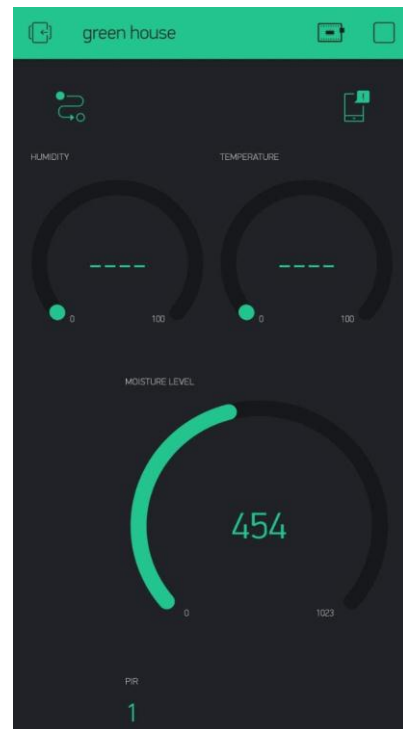 green house
HUMIDITY
TEMPERATURE
----
----
0
100
0
100
MOISTURE LEVEL
454
0
1023
PIR
1